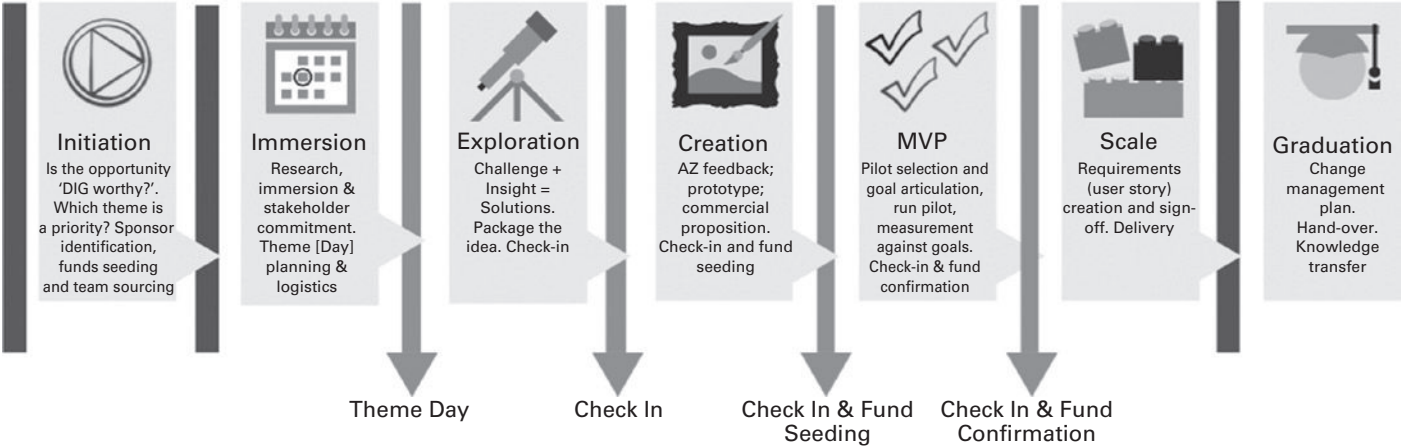 Initiation
Is the opportunity
‘DIG worthy?’.
Which theme is
a priority? Sponsor
identification,
funds seeding
and team sourcing
Immersion
Research,
immersion &
stakeholder
commitment.
Theme [Day]
planning &
logistics
Exploration
Challenge +
Insight =
Solutions.
Package the
idea. Check-in
Creation
AZ feedback;
prototype;
commercial
proposition.
Check-in and fund
seeding
MVP
Pilot selection and
goal articulation,
run pilot,
measurement
against goals.
Check-in & fund
confirmation
Scale
Requirements
(user story)
creation and sign-
off. Delivery
Graduation
Change
management
plan.
Hand-over.
Knowledge
transfer
Theme Day
Check In
Check In & Fund
Seeding
Check In & Fund
Confirmation